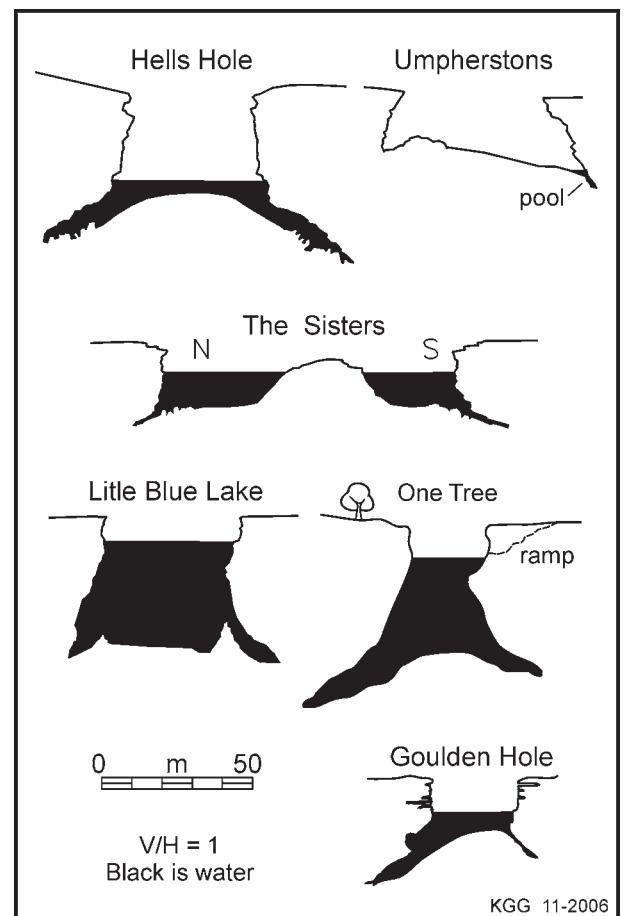 Hells Hole
Umpherstons
pool
The Sisters
N
S
Litle Blue Lake
One Tree
ramp
0 m 50
V/H = 1
Black is water
Goulden Hole
KGG 11-2006